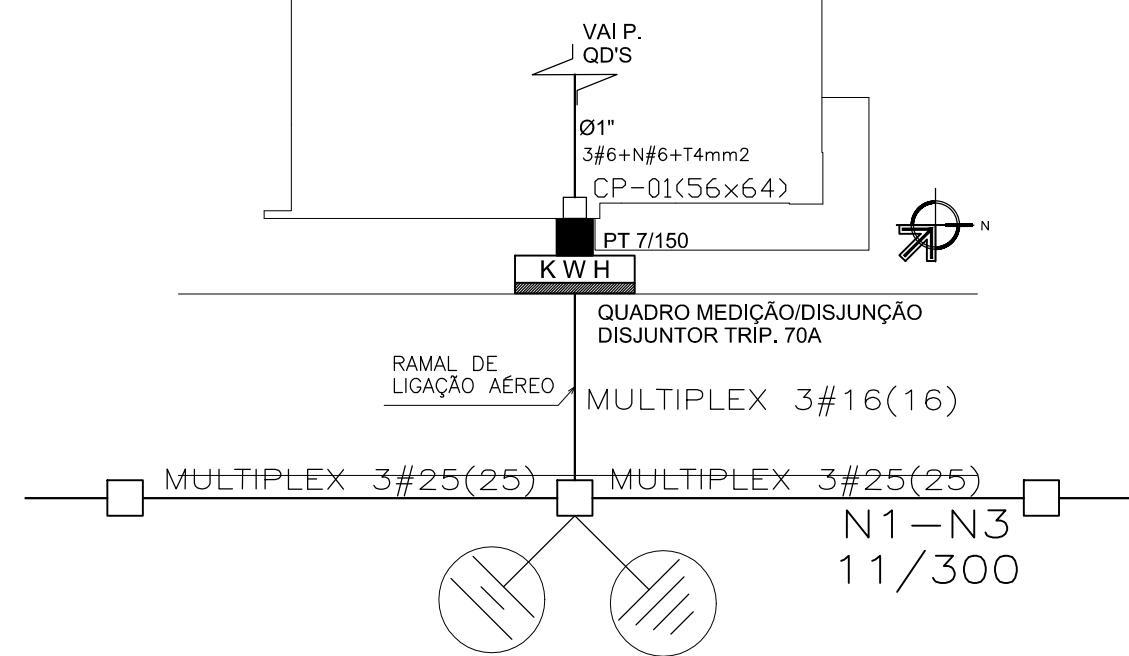 VAI P.
QD'S
Ø1"
3#6+N#6+T4mm2
CP-01(56x64)
N
PT 7/150
K W H
QUADRO MEDIÇÃO/DISJUNÇÃO
DISJUNTOR TRIP. 70A
RAMAL DE
LIGAÇÃO AÉREO
MULTIPLEX 3#16(16)
MULTIPLEX 3#25(25)
MULTIPLEX 3#25(25)
N1-N3
11/300